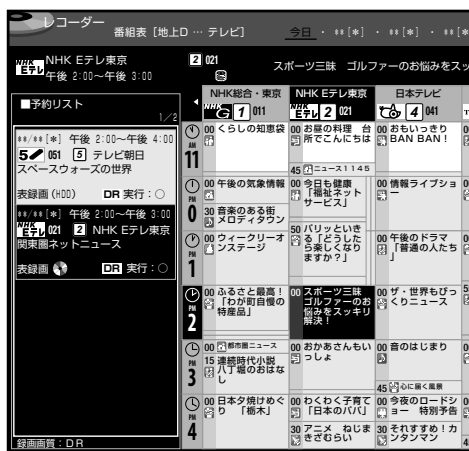 レコーダー
番組表 [地上D … テレビ]
今日 ・ **[*] ・ **[*] ・ **[*
NHK Eテレ NHK Eテレ東京
午後 2:00〜午後 3:00
2 021
スポーツ三昧 ゴルファーのお悩みをスッ
■予約リスト
1/2
**/**[*] 午後 2:00〜午後 4:00
5 051 5 テレビ朝日
スペースウォーズの世界
表録画(HDD) DR 実行：○
**/**[*] 午後 2:00〜午後 3:00
NHK Eテレ 021 2 NHK Eテレ東京
関東圏ネットニュース
表録画 DR 実行：○
録画画質：DR
NHK総合・東京
NHK G 1 011
NHK Eテレ東京
NHK Eテレ 2 021
日本テレビ
4 041
AM 11
00 くらしの知恵袋
00 お昼の料理 台
所でこんにちは
45 ニュース1145
00 おもいっきり
BAN BAN！
PM 0
00 午後の気象情報
30 音楽のある街
メロディタウン
00 今日も健康
「福祉ネット
サービス」
50 バリッといき
る「どうした
ら楽しくなり
ますか？」
00 情報ライブショ
PM 1
00 ウィークリーオ
ンステージ
00 午後のドラマ
「普通の人たち
」
PM 2
00 ふるさと最高！
「わが町自慢の
特産品」
00 スポーツ三昧
ゴルファーのお
悩みをスッキリ
解決！
00 ザ・世界もびっ
くりニュース
PM 3
00 都市圏ニュース
15 連続時代小説
八丁堀のおはな
し
00 おかあさんもい
っしょ
00 音のはじまり
45 心に届く風景
PM 4
00 日本夕焼けめぐ
り 「栃木」
00 わくわく子育て
「日本のパパ」
30 アニメ ねじま
きざむらい
00 今夜のロードシ
ョー 特別予告
30 それすすめ！カ
ンタンマン